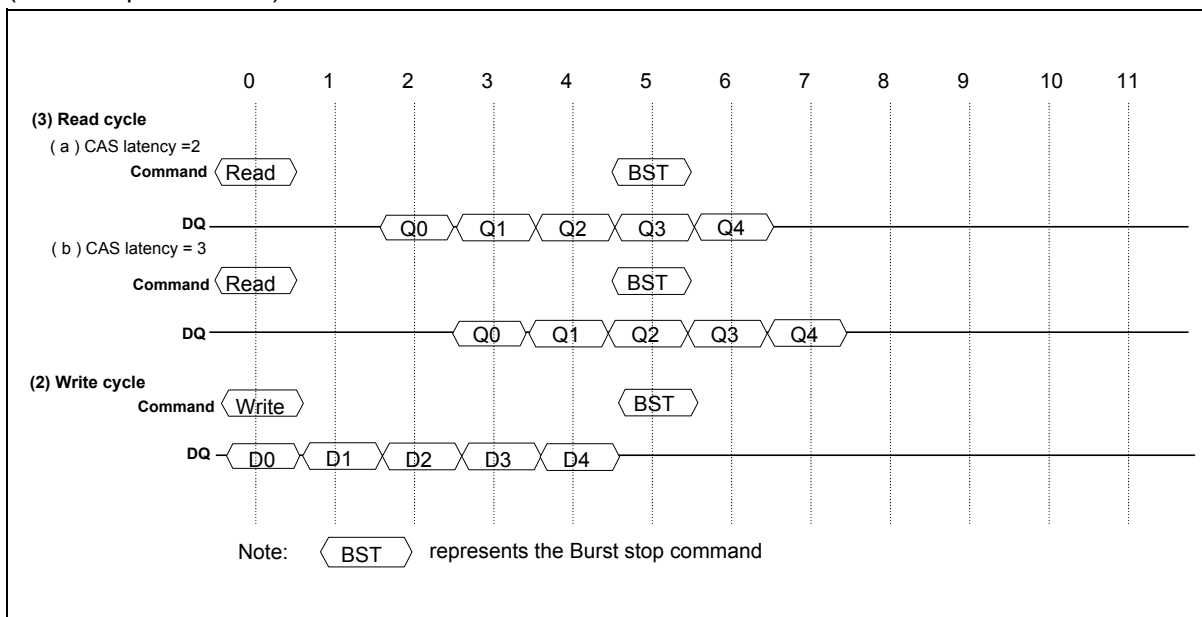 0 1 2 3 4 5 6 7 8 9 10 11
(3) Read cycle
( a ) CAS latency =2
Command Read BST
DQ Q0 Q1 Q2 Q3 Q4
( b ) CAS latency = 3
Command Read BST
DQ Q0 Q1 Q2 Q3 Q4
(2) Write cycle
Command Write BST
DQ D0 D1 D2 D3 D4
Note: BST represents the Burst stop command